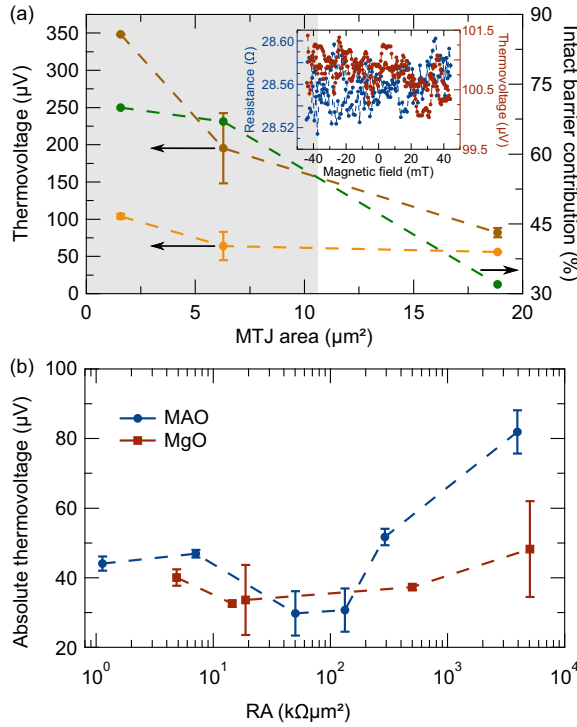 (a)
350
300
250
200
150
100
50
0
Thermovoltage (µV)
0
5
10
15
20
MTJ area (µm²)
90
75
60
45
30
Intact barrier contribution (%)
28.60
28.56
28.52
Resistance (Ω)
101.5
100.5
99.5
Thermovoltage (µV)
-40 -20 0 20 40
Magnetic field (mT)
(b)
100
80
60
40
20
Absolute thermovoltage (µV)
MAO
MgO
10⁰ 10¹ 10² 10³ 10⁴
RA (kΩµm²)